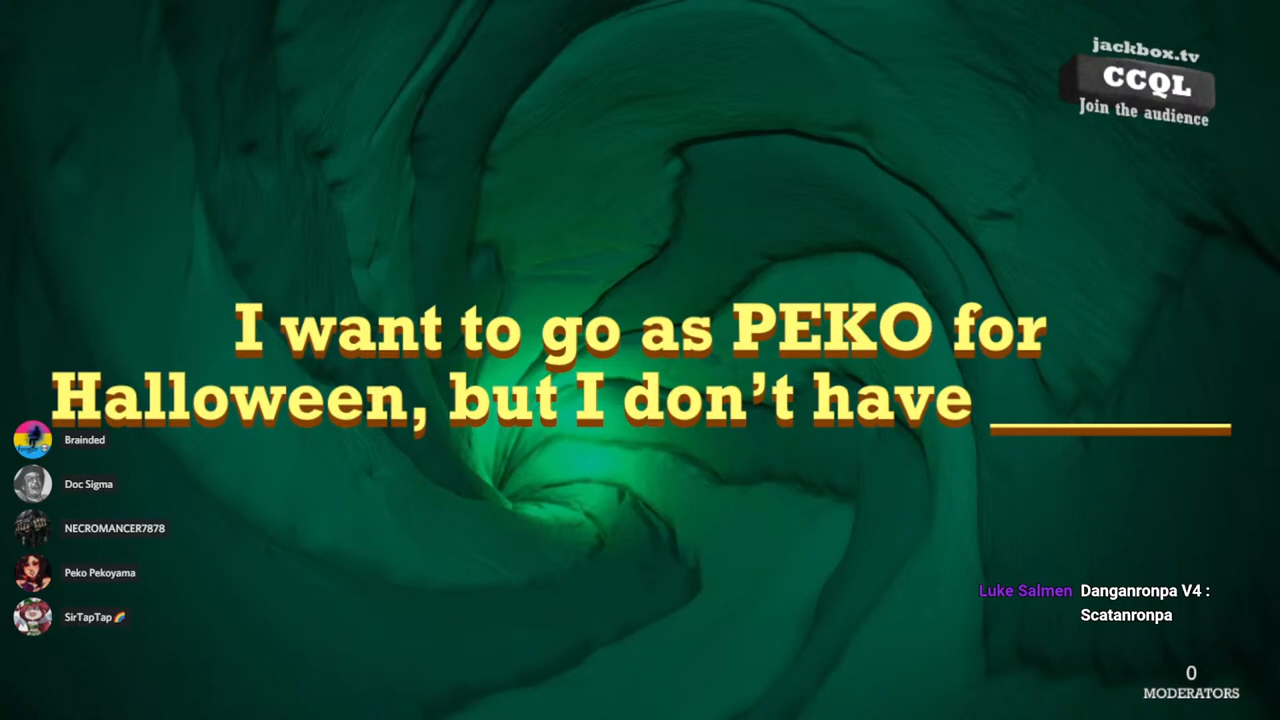 jackbox.tv
CCQL
Join the audience
I want to go as PEKO for
Halloween, but I don't have ________
Brainded
Doc Sigma
NECROMANCER7878
Peko Pekoyama
SirTapTap 🌈
Luke Salmen Danganronpa V4 :
Scatanronpa
0
MODERATORS